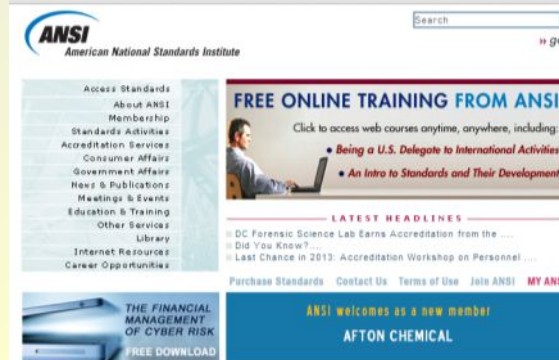 ANSI
American National Standards Institute
Search
» g
Access Standards
About ANSI
Membership
Standards Activities
Accreditation Services
Consumer Affairs
Government Affairs
News & Publications
Meetings & Events
Education & Training
Other Services
Library
Internet Resources
Career Opportunities
FREE ONLINE TRAINING FROM ANSI
Click to access web courses anytime, anywhere, including:
• Being a U.S. Delegate to International Activities
• An Intro to Standards and Their Development
LATEST HEADLINES
DC Forensic Science Lab Earns Accreditation from the ....
Did You Know?....
Last Chance in 2013: Accreditation Workshop on Personnel ....
Purchase Standards Contact Us Terms of Use Join ANSI MY ANS
THE FINANCIAL
MANAGEMENT
OF CYBER RISK
FREE DOWNLOAD
ANSI welcomes as a new member
AFTON CHEMICAL